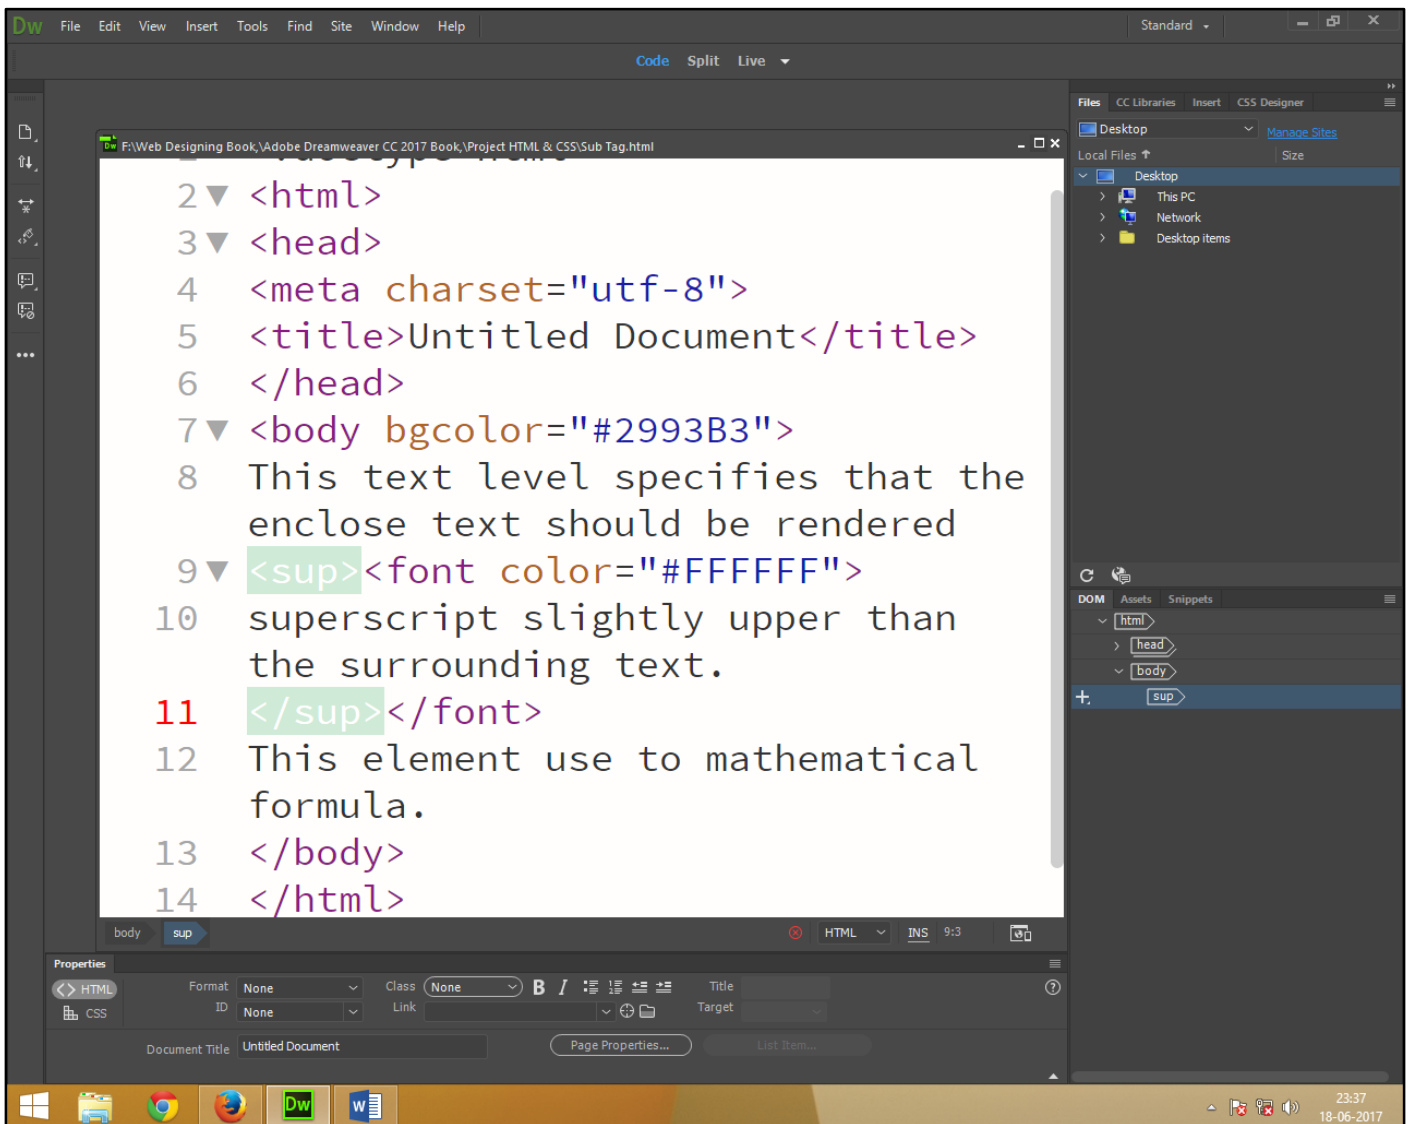 Dw File Edit View Insert Tools Find Site Window Help Standard
Code Split Live
Files CC Libraries Insert CSS Designer
Desktop Manage Sites
Local Files Size
Desktop
This PC
Network
Desktop items
F:\Web Designing Book,\Adobe Dreamweaver CC 2017 Book,\Project HTML & CSS\Sub Tag.html
2 <html>
3 <head>
4 <meta charset="utf-8">
5 <title>Untitled Document</title>
6 </head>
7 <body bgcolor="#2993B3">
8 This text level specifies that the
enclose text should be rendered
9 <sup><font color="#FFFFFF">
10 superscript slightly upper than
the surrounding text.
11 </sup></font>
12 This element use to mathematical
formula.
13 </body>
14 </html>
body sup HTML INS 9:3
DOM Assets Snippets
html
head
body
sup
Properties
HTML Format None Class None B I Title
CSS ID None Link Target
Document Title Untitled Document Page Properties... List Item...
Dw W
23:37
18-06-2017